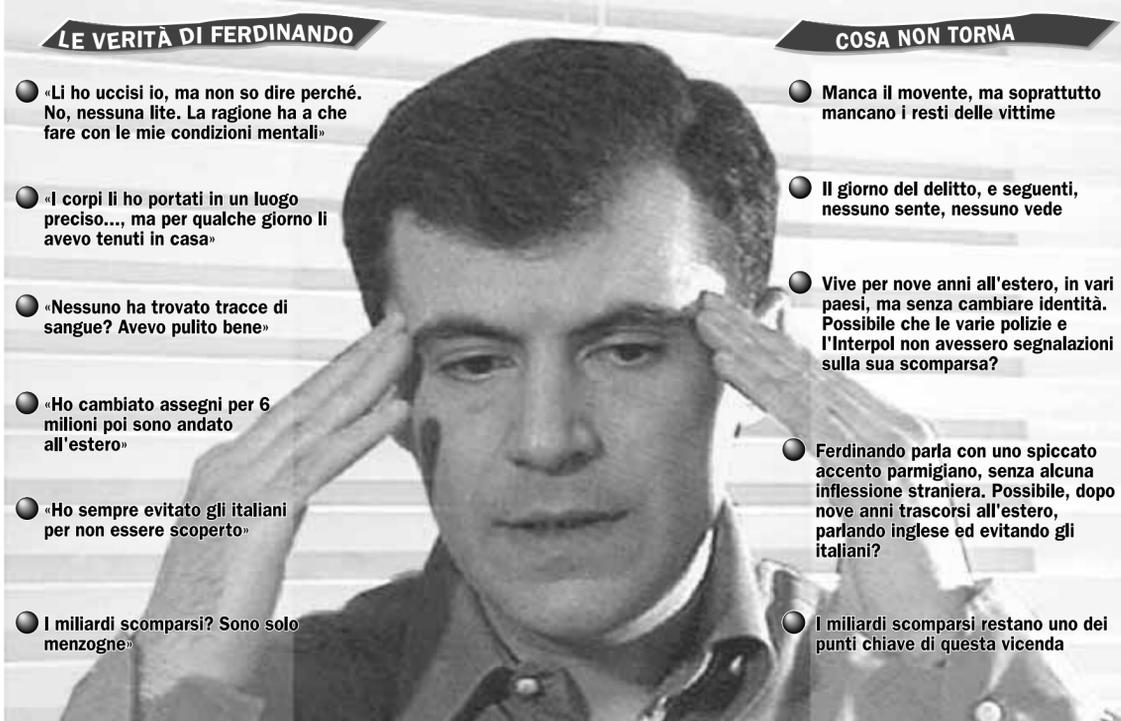 LE VERITÀ DI FERDINANDO
«Li ho uccisi io, ma non so dire perché.
No, nessuna lite. La ragione ha a che
fare con le mie condizioni mentali»
«I corpi li ho portati in un luogo
preciso..., ma per qualche giorno li
avevo tenuti in casa»
«Nessuno ha trovato tracce di
sangue? Avevo pulito bene»
«Ho cambiato assegni per 6
milioni poi sono andato
all'estero»
«Ho sempre evitato gli italiani
per non essere scoperto»
I miliardi scomparsi? Sono solo
menzogne»
COSA NON TORNA
Manca il movente, ma soprattutto
mancano i resti delle vittime
Il giorno del delitto, e seguenti,
nessuno sente, nessuno vede
Vive per nove anni all'estero, in vari
paesi, ma senza cambiare identità.
Possibile che le varie polizie e
l'Interpol non avessero segnalazioni
sulla sua scomparsa?
Ferdinando parla con uno spiccato
accento parmigiano, senza alcuna
inflessione straniera. Possibile, dopo
nove anni trascorsi all'estero,
parlando inglese ed evitando gli
italiani?
I miliardi scomparsi restano uno dei
punti chiave di questa vicenda